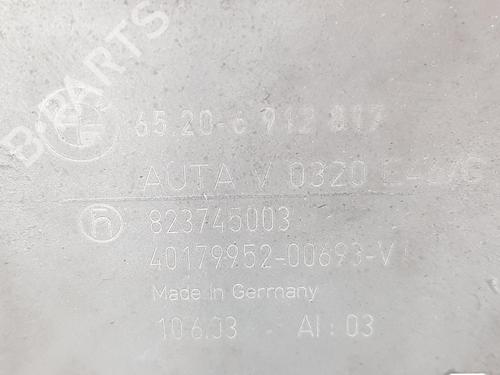 B-PARTS
65.20-6 912 817
AUTA V 0320
h 823745003
40179952-00693-V
Made in Germany
10.6.03 AI: 03